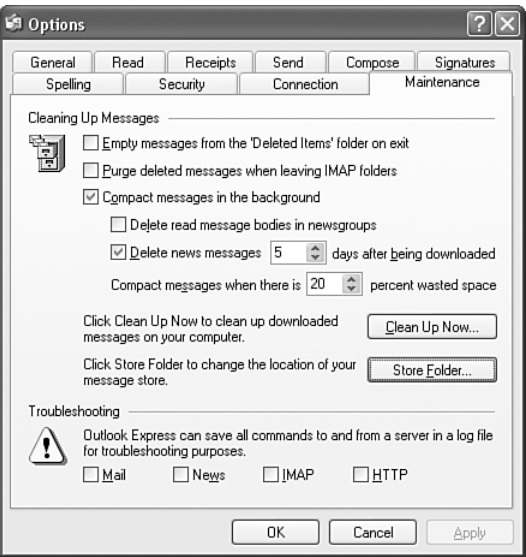 Options
General Read Receipts Send Compose Signatures
Spelling Security Connection Maintenance
Cleaning Up Messages
Empty messages from the 'Deleted Items' folder on exit
Purge deleted messages when leaving IMAP folders
Compact messages in the background
Delete read message bodies in newsgroups
Delete news messages 5 days after being downloaded
Compact messages when there is 20 percent wasted space
Click Clean Up Now to clean up downloaded
messages on your computer.
Clean Up Now...
Click Store Folder to change the location of your
message store.
Store Folder...
Troubleshooting
Outlook Express can save all commands to and from a server in a log file
for troubleshooting purposes.
Mail News IMAP HTTP
OK Cancel Apply